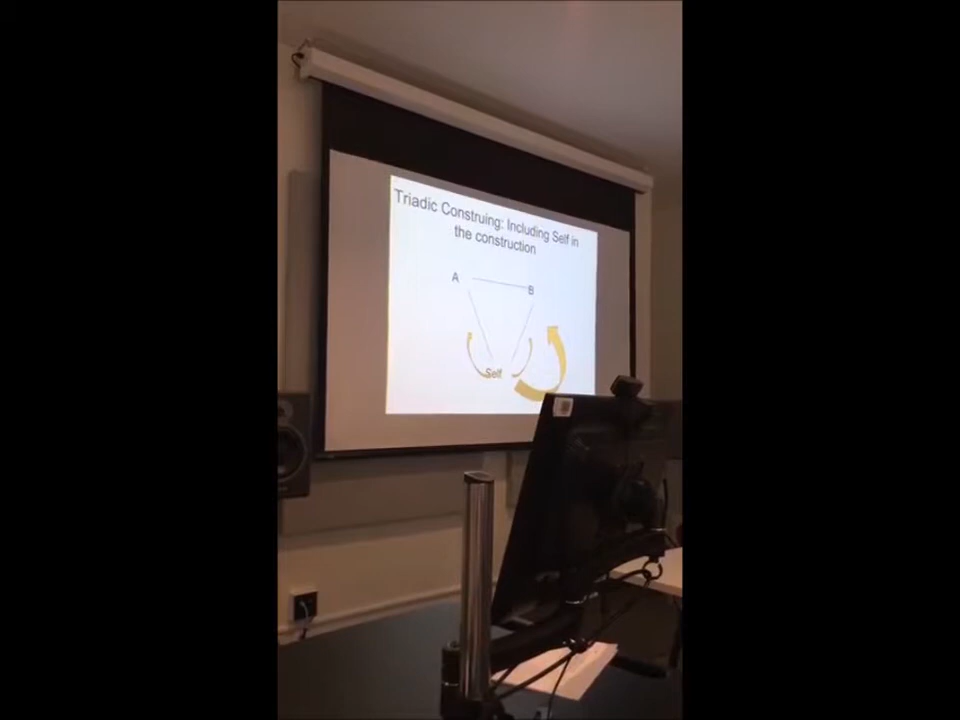 Triadic Construing: Including Self in
the construction
A
B
Self